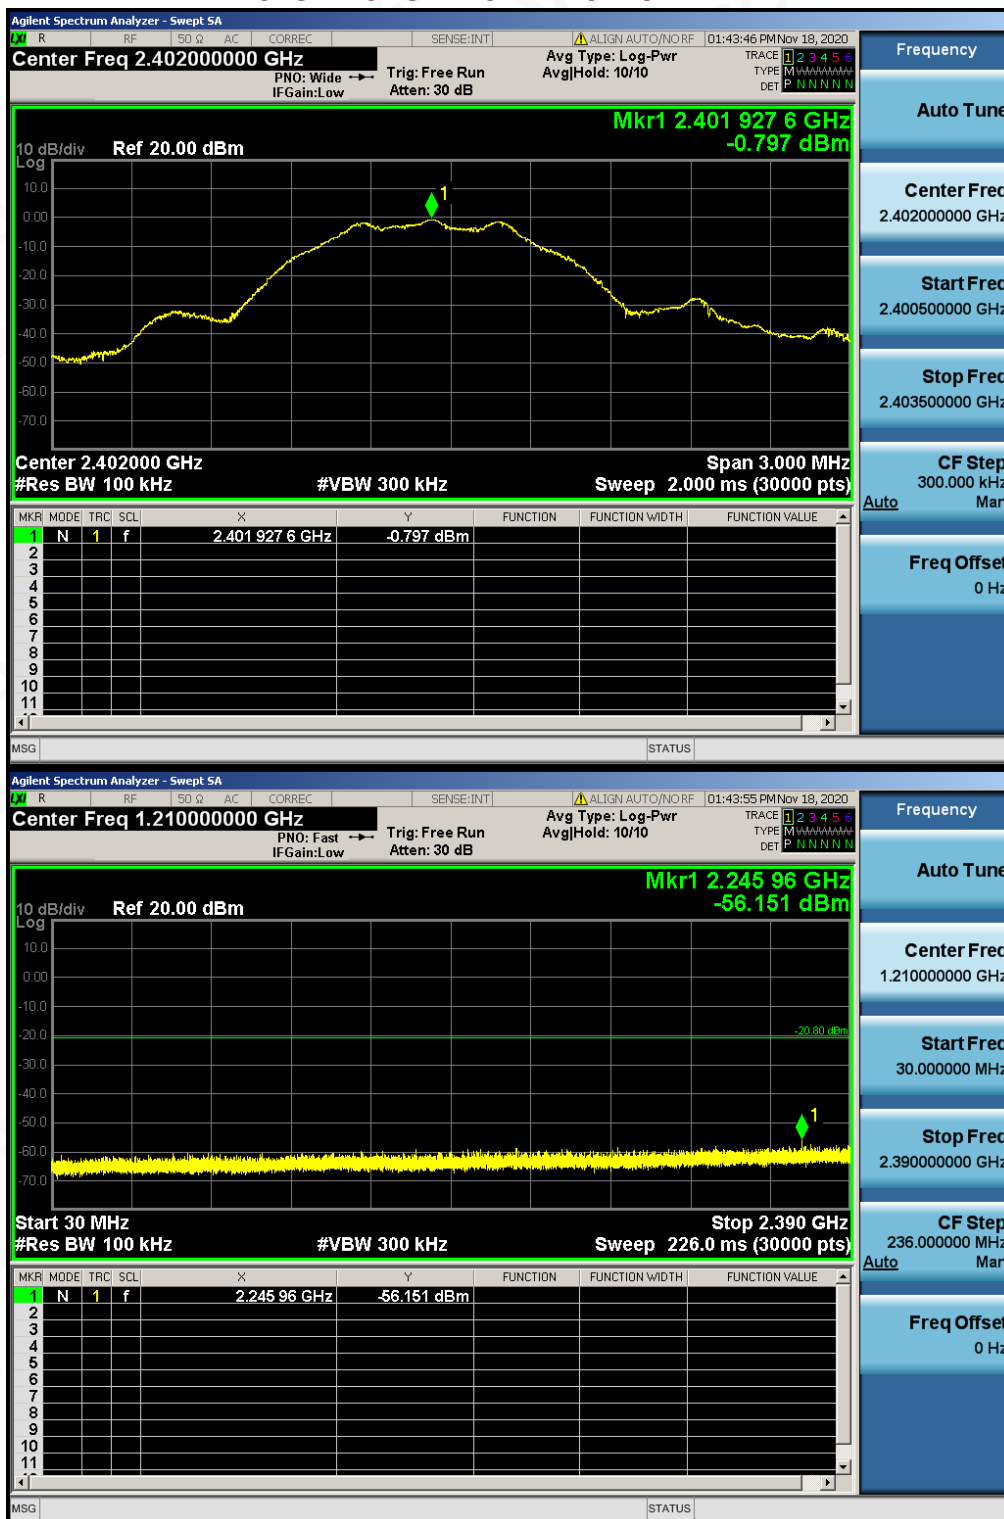 Agilent Spectrum Analyzer - Swept SA
LXI R RF 50 Ω AC CORREC SENSE:INT ALIGN AUTO/NO RF 01:43:46 PM Nov 18, 2020
Center Freq 2.402000000 GHz
PNO: Wide
IFGain:Low
Trig: Free Run
Atten: 30 dB
Avg Type: Log-Pwr
Avg|Hold: 10/10
TRACE 1 2 3 4 5 6
TYPE M
DET P N N N N N
Mkr1 2.401 927 6 GHz
-0.797 dBm
10 dB/div
Log
Ref 20.00 dBm
1
10.0
0.00
-10.0
-20.0
-30.0
-40.0
-50.0
-60.0
-70.0
Center 2.402000 GHz
Span 3.000 MHz
#Res BW 100 kHz
#VBW 300 kHz
Sweep 2.000 ms (30000 pts)
MKR MODE TRC SCL X Y FUNCTION FUNCTION WIDTH FUNCTION VALUE
1 N 1 f 2.401 927 6 GHz -0.797 dBm
2
3
4
5
6
7
8
9
10
11
MSG
STATUS
Frequency
Auto Tune
Center Freq
2.402000000 GHz
Start Freq
2.400500000 GHz
Stop Freq
2.403500000 GHz
CF Step
300.000 kHz
Auto Man
Freq Offset
0 Hz
Agilent Spectrum Analyzer - Swept SA
LXI R RF 50 Ω AC CORREC SENSE:INT ALIGN AUTO/NO RF 01:43:55 PM Nov 18, 2020
Center Freq 1.210000000 GHz
PNO: Fast
IFGain:Low
Trig: Free Run
Atten: 30 dB
Avg Type: Log-Pwr
Avg|Hold: 10/10
TRACE 1 2 3 4 5 6
TYPE M
DET P N N N N N
Mkr1 2.245 96 GHz
-56.151 dBm
10 dB/div
Log
Ref 20.00 dBm
10.0
0.00
-10.0
-20.0
-20.80 dBm
-30.0
-40.0
-50.0
1
-60.0
-70.0
Start 30 MHz
Stop 2.390 GHz
#Res BW 100 kHz
#VBW 300 kHz
Sweep 226.0 ms (30000 pts)
MKR MODE TRC SCL X Y FUNCTION FUNCTION WIDTH FUNCTION VALUE
1 N 1 f 2.245 96 GHz -56.151 dBm
2
3
4
5
6
7
8
9
10
11
MSG
STATUS
Frequency
Auto Tune
Center Freq
1.210000000 GHz
Start Freq
30.000000 MHz
Stop Freq
2.390000000 GHz
CF Step
236.000000 MHz
Auto Man
Freq Offset
0 Hz